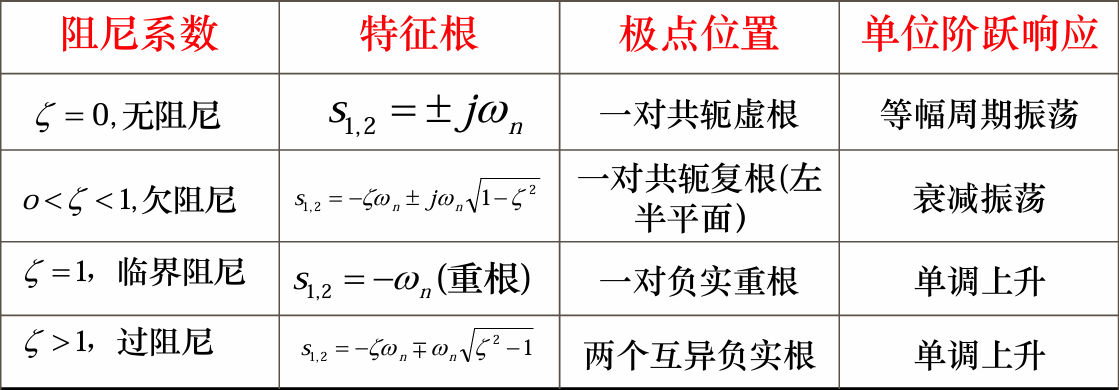 阻尼系数 特征根 极点位置 单位阶跃响应
ζ = 0, 无阻尼 s₁,₂ = ± jωₙ 一对共轭虚根 等幅周期振荡
o < ζ < 1, 欠阻尼 s₁,₂ = −ζωₙ ± jωₙ√(1 − ζ²) 一对共轭复根(左
半平面) 衰减振荡
ζ = 1，临界阻尼 s₁,₂ = −ωₙ (重根) 一对负实重根 单调上升
ζ > 1，过阻尼 s₁,₂ = −ζωₙ ∓ ωₙ√(ζ² − 1) 两个互异负实根 单调上升